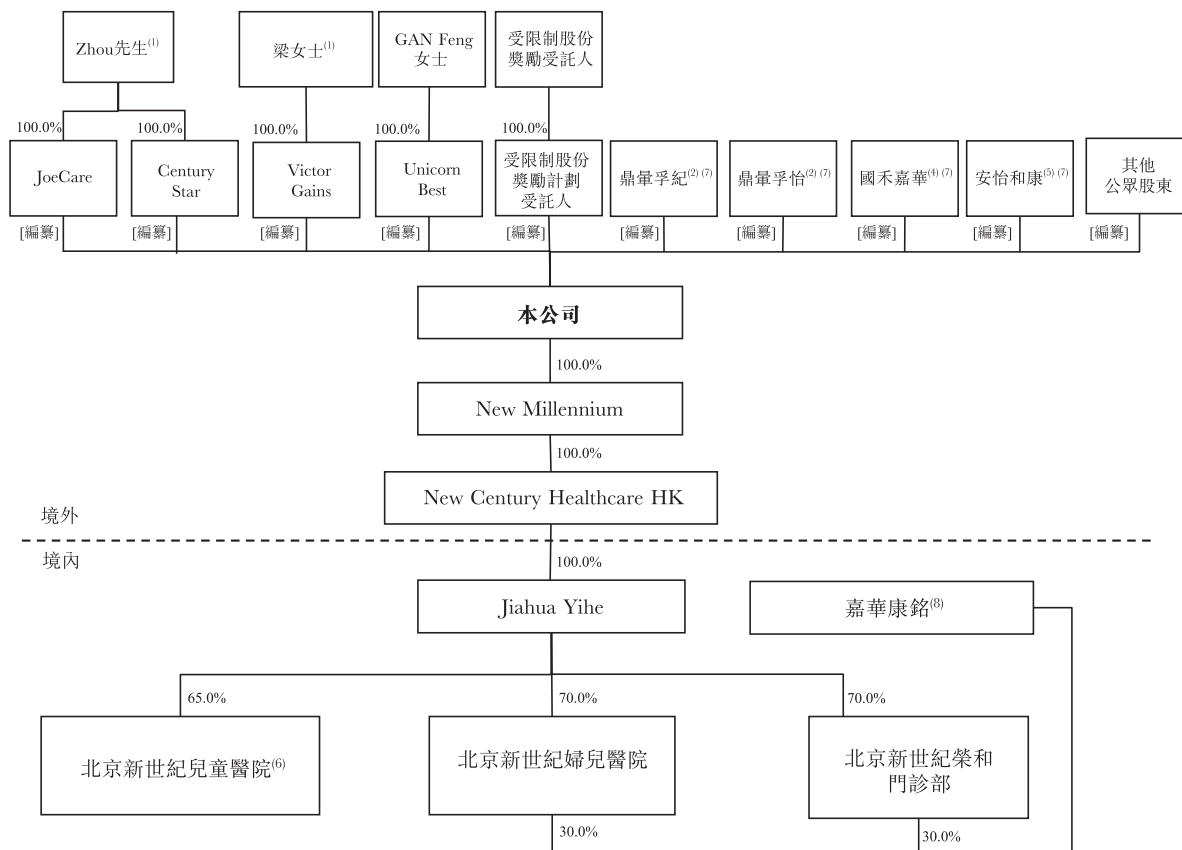 Zhou先生(1)
梁女士(1)
GAN Feng
女士
受限制股份
獎勵受託人
100.0%
100.0%
100.0%
100.0%
100.0%
JoeCare
Century
Star
Victor
Gains
Unicorn
Best
受限制股份
獎勵計劃
受託人
鼎暈孚紀(2) (7)
鼎暈孚怡(2) (7)
國禾嘉華(4) (7)
安怡和康(5) (7)
其他
公眾股東
[編纂]
[編纂]
[編纂]
[編纂]
[編纂]
[編纂]
[編纂]
[編纂]
[編纂]
[編纂]
本公司
100.0%
New Millennium
100.0%
New Century Healthcare HK
境外
境內
100.0%
Jiahua Yihe
嘉華康銘(8)
65.0%
70.0%
70.0%
北京新世紀兒童醫院(6)
北京新世紀婦兒醫院
北京新世紀榮和
門診部
30.0%
30.0%